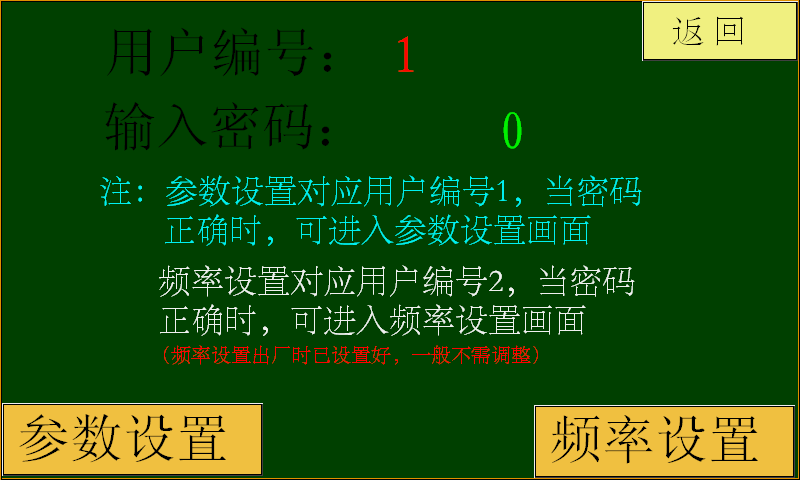 返回
用户编号： 1
输入密码： 0
注：参数设置对应用户编号1，当密码
正确时，可进入参数设置画面
频率设置对应用户编号2，当密码
正确时，可进入频率设置画面
（频率设置出厂时已设置好，一般不需调整）
参数设置
频率设置